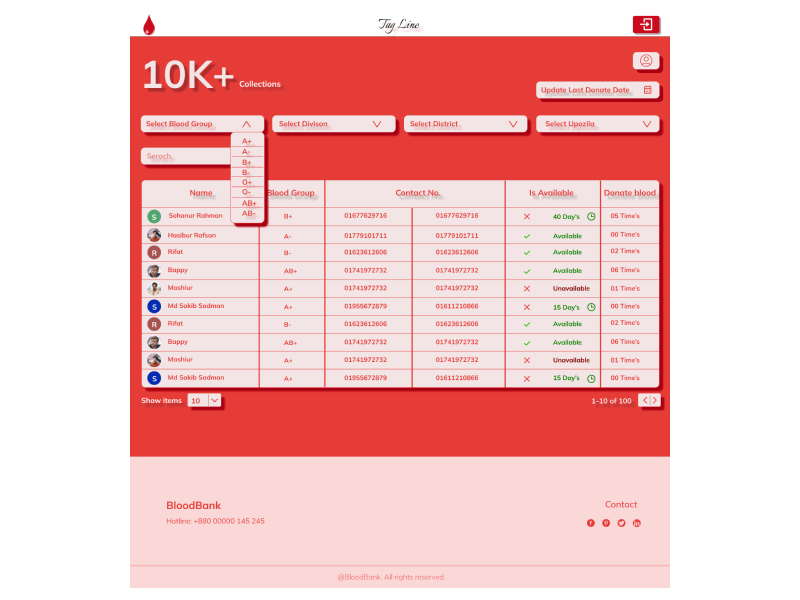 Tag Line
10K+ Collections
Update Last Donate Date
Select Blood Group
Select Divison
Select District
Select Upozila
Serach
A+
A-
B+
B-
O+
O-
AB+
AB-
Name Blood Group Contact No. Is Available Donate blood
S Sohanur Rahman B+ 01677629716 01677629716 40 Day's 05 Time's
Hasibur Rafsan A- 01779101711 01779101711 Available 00 Time's
R Rifat B- 01623612606 01623612606 Available 02 Time's
Bappy AB+ 01741972732 01741972732 Available 06 Time's
Mashiur A+ 01741972732 01741972732 Unavailable 01 Time's
S Md Sakib Sadman A+ 01955672879 01611210866 15 Day's 00 Time's
R Rifat B- 01623612606 01623612606 Available 02 Time's
Bappy AB+ 01741972732 01741972732 Available 06 Time's
Mashiur A+ 01741972732 01741972732 Unavailable 01 Time's
S Md Sakib Sadman A+ 01955672879 01611210866 15 Day's 00 Time's
Show items 10
1-10 of 100
BloodBank
Hotline: +880 00000 145 245
Contact
@BloodBank. All rights reserved.